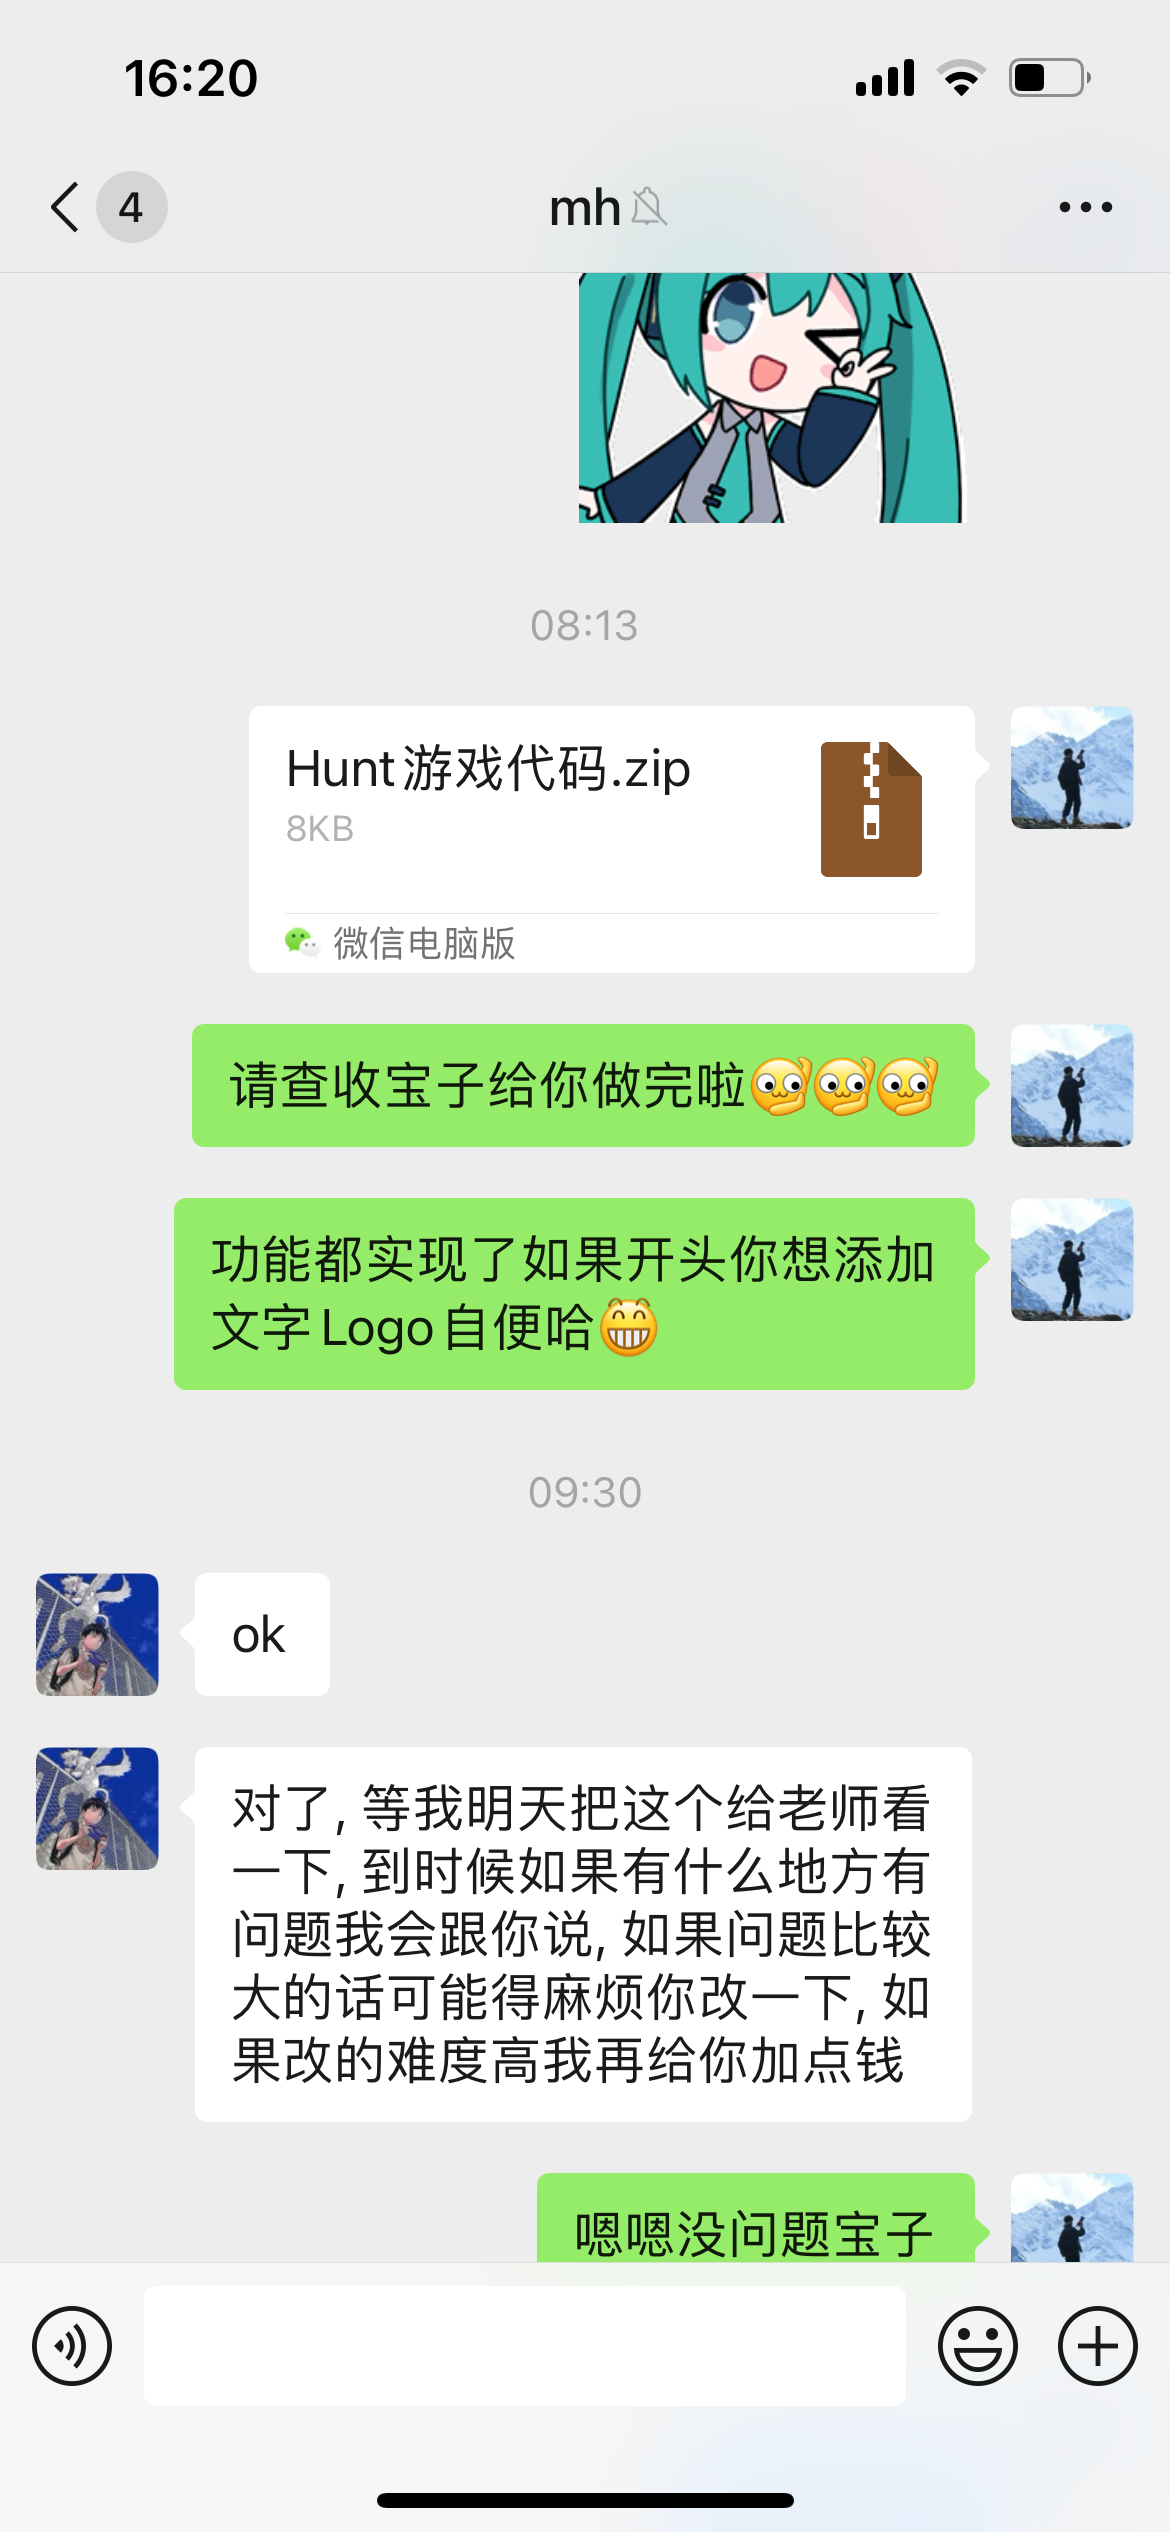 16:20
4
mh
08:13
Hunt游戏代码.zip
8KB
微信电脑版
请查收宝子给你做完啦
功能都实现了如果开头你想添加
文字Logo自便哈
09:30
ok
对了, 等我明天把这个给老师看
一下, 到时候如果有什么地方有
问题我会跟你说, 如果问题比较
大的话可能得麻烦你改一下, 如
果改的难度高我再给你加点钱
嗯嗯没问题宝子